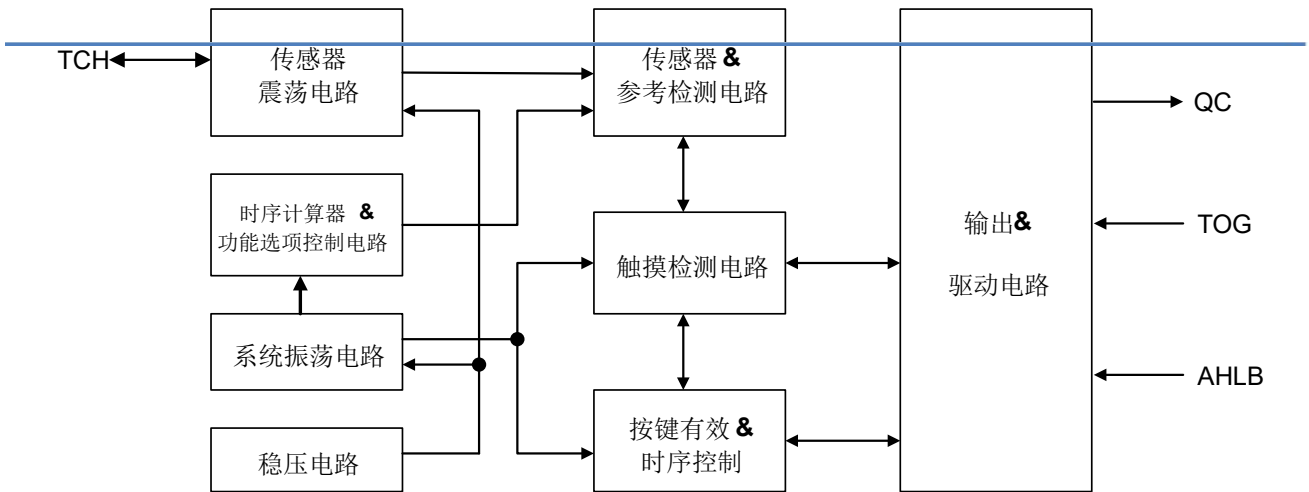 TCH
传感器
震荡电路
传感器 &
参考检测电路
QC
时序计算器 &
功能选项控制电路
触摸检测电路
输出&
驱动电路
TOG
系统振荡电路
AHLB
稳压电路
按键有效 &
时序控制